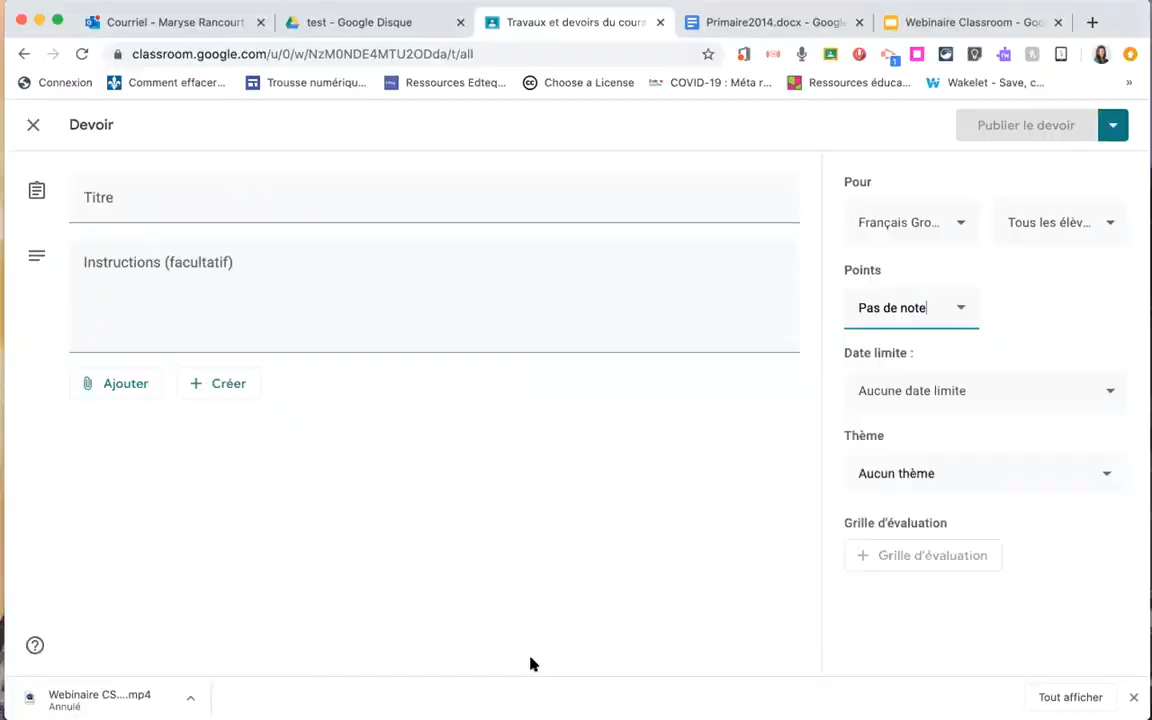 Courriel - Maryse Rancourt
test - Google Disque
Travaux et devoirs du cours
Primaire2014.docx - Google
Webinaire Classroom - Goo
classroom.google.com/u/0/w/NzM0NDE4MTU2ODda/t/all
Connexion
Comment effacer...
Trousse numériqu...
Ressources Edteq...
Choose a License
COVID-19 : Méta r...
Ressources éduca...
Wakelet - Save, c...
»
Devoir
Publier le devoir
Titre
Instructions (facultatif)
Ajouter
Créer
Pour
Français Gro...
Tous les élèv...
Points
Pas de note
Date limite :
Aucune date limite
Thème
Aucun thème
Grille d'évaluation
Grille d'évaluation
Webinaire CS....mp4
Annulé
Tout afficher